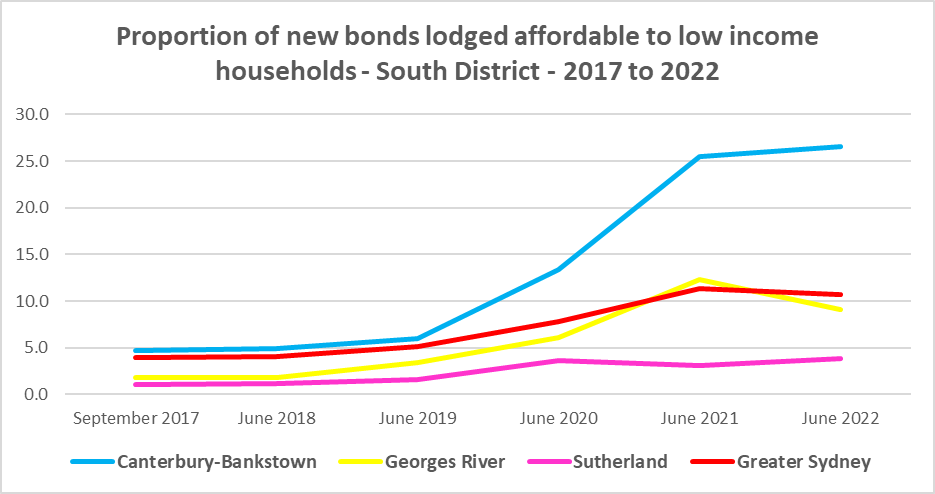 Proportion of new bonds lodged affordable to low income
households - South District - 2017 to 2022
30.0
25.0
20.0
15.0
10.0
5.0
0.0
September 2017 June 2018 June 2019 June 2020 June 2021 June 2022
Canterbury-Bankstown Georges River Sutherland Greater Sydney